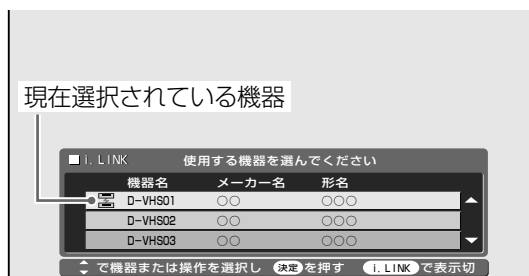 現在選択されている機器
i. LINK 使用する機器を選んでください
機器名 メーカー名 形名
D-VHS01 ○○ ○○○
D-VHS02 ○○ ○○○
D-VHS03 ○○ ○○○
で機器または操作を選択し 決定 を押す i.LINK で表示切